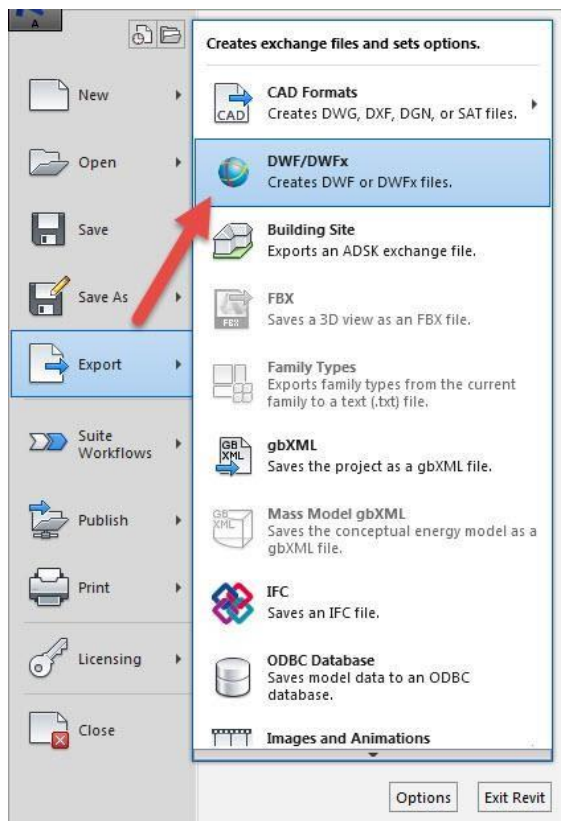 A
New
Open
Save
Save As
Export
Suite
Workflows
Publish
Print
Licensing
Close
Creates exchange files and sets options.
CAD
CAD Formats
Creates DWG, DXF, DGN, or SAT files.
DWF/DWFx
Creates DWF or DWFx files.
Building Site
Exports an ADSK exchange file.
FBX
FBX
Saves a 3D view as an FBX file.
Family Types
Exports family types from the current
family to a text (.txt) file.
GB
XML
gbXML
Saves the project as a gbXML file.
GB
XML
Mass Model gbXML
Saves the conceptual energy model as a
gbXML file.
IFC
Saves an IFC file.
ODBC Database
Saves model data to an ODBC
database.
Images and Animations
Options
Exit Revit